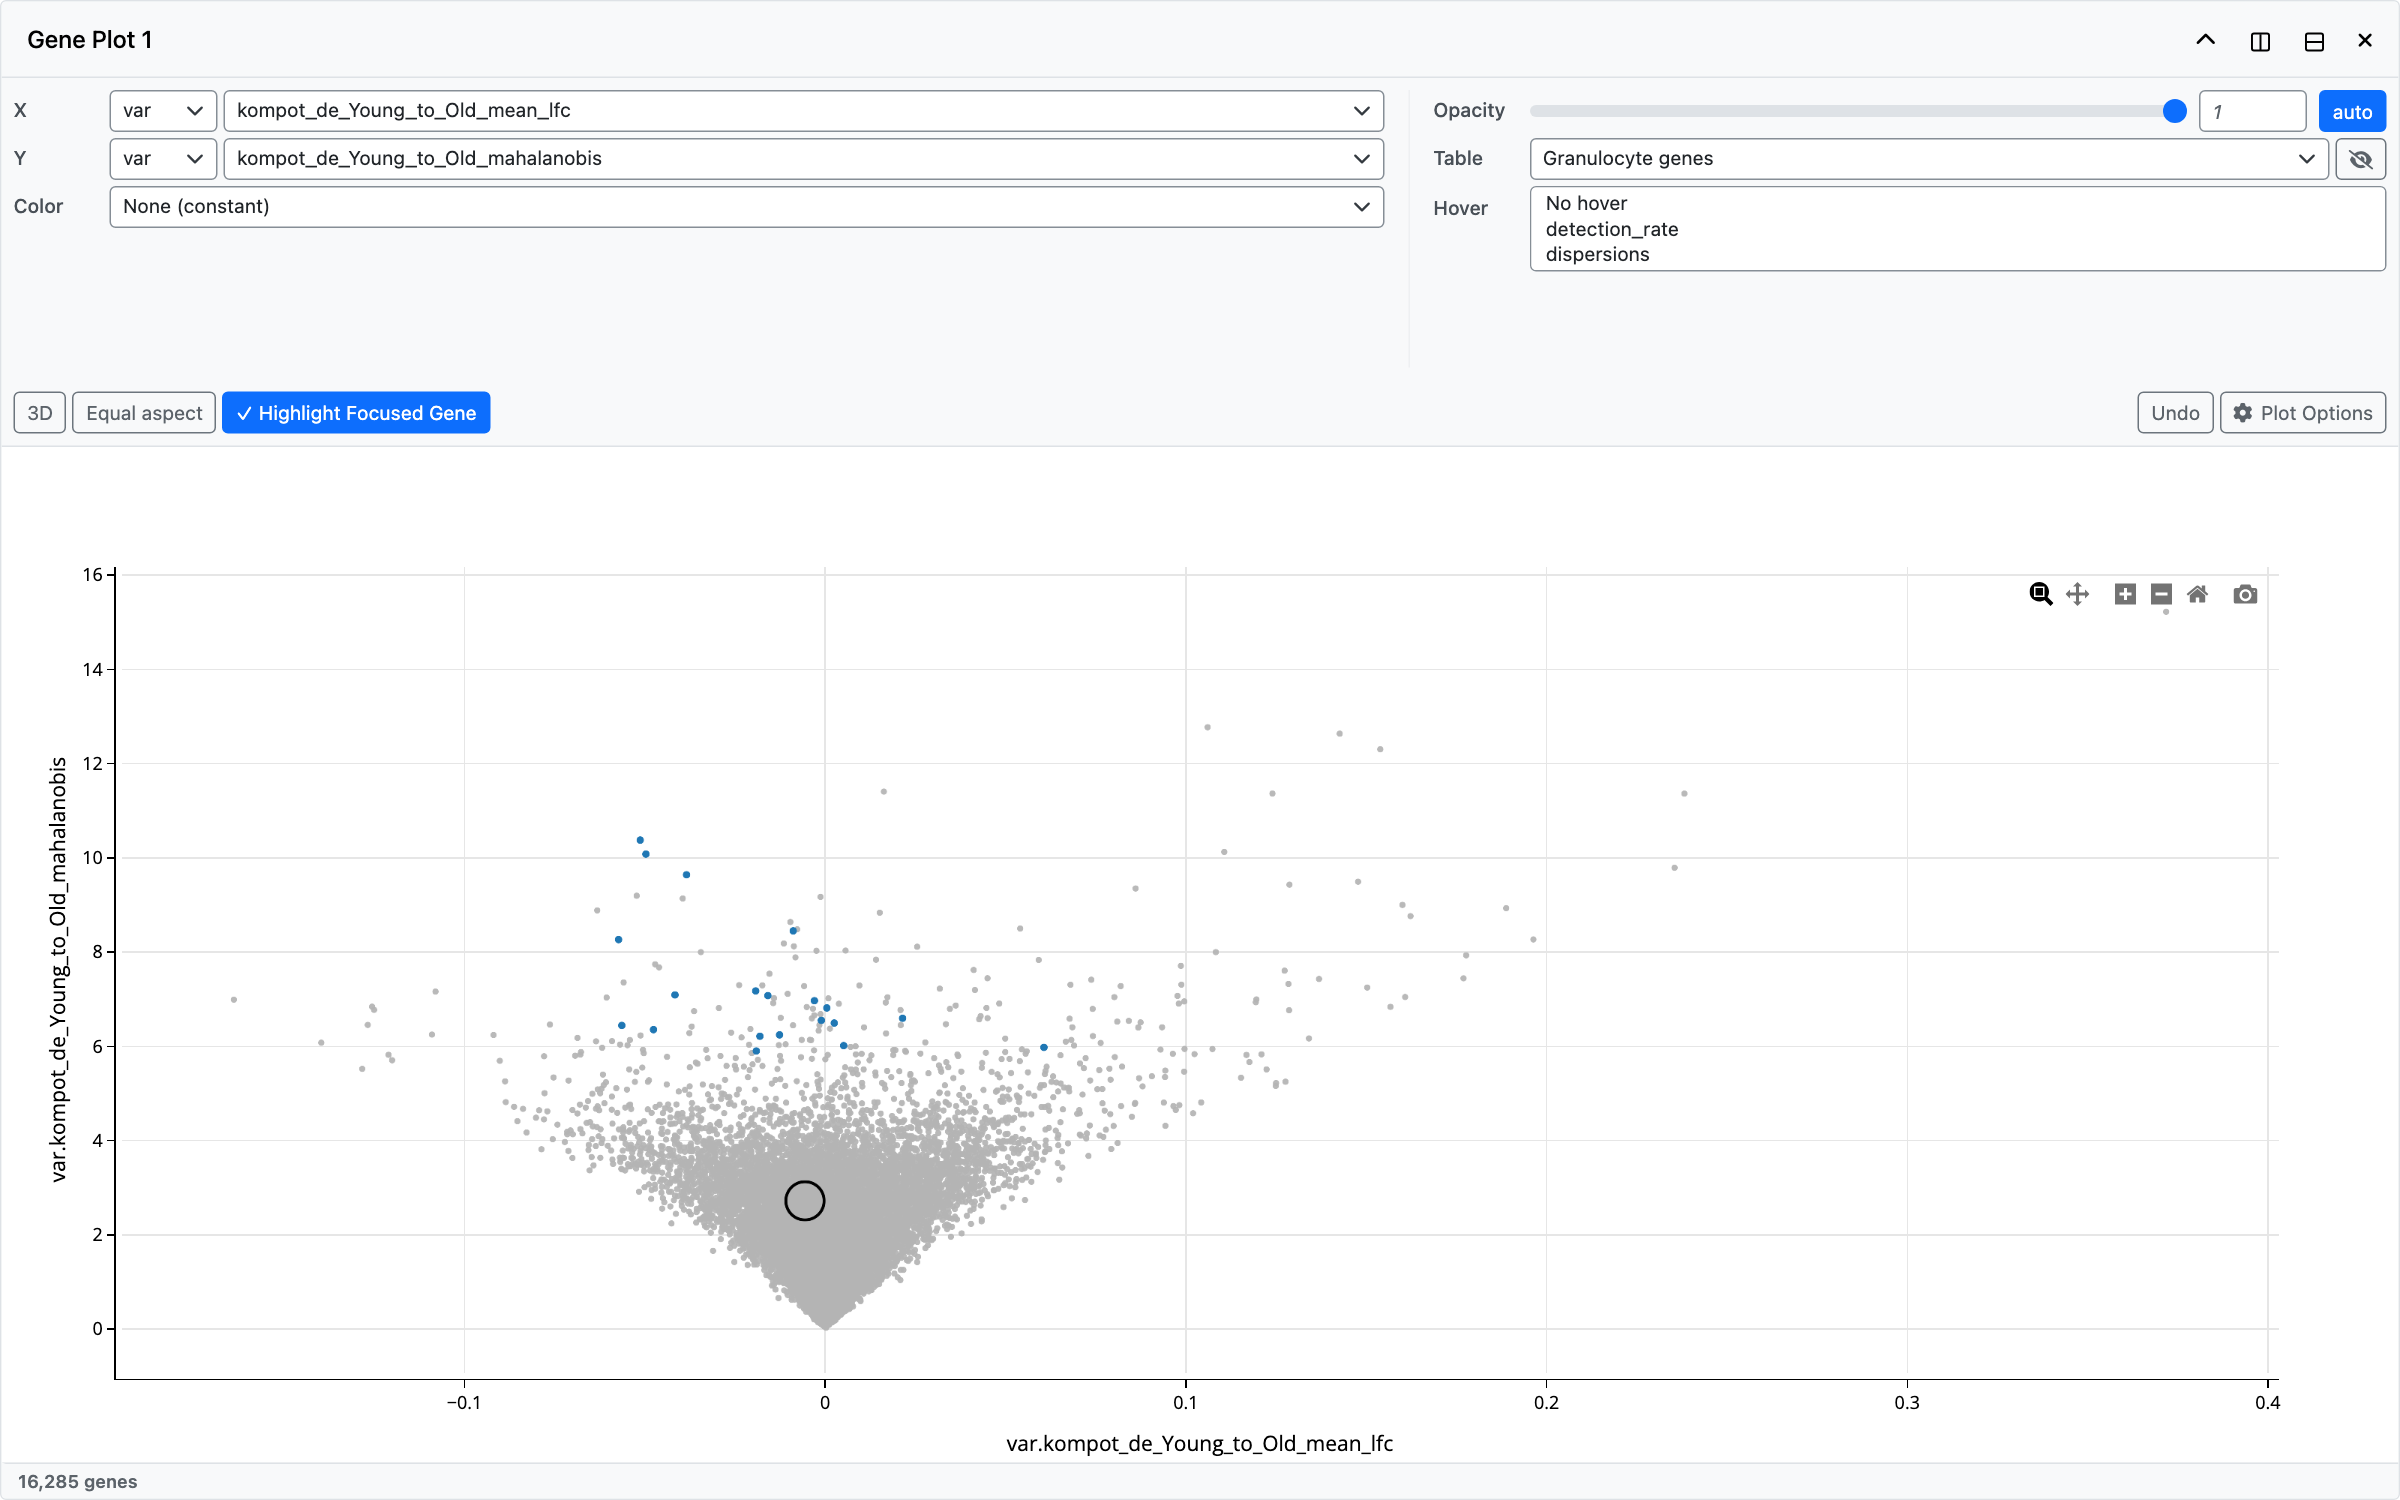 Gene Plot 1
X var kompot_de_Young_to_Old_mean_lfc
Y var kompot_de_Young_to_Old_mahalanobis
Color None (constant)
Opacity 1 auto
Table Granulocyte genes
Hover No hover
detection_rate
dispersions
3D Equal aspect ✓ Highlight Focused Gene Undo Plot Options
var.kompot_de_Young_to_Old_mahalanobis
16
14
12
10
8
6
4
2
0
−0.1 0 0.1 0.2 0.3 0.4
var.kompot_de_Young_to_Old_mean_lfc
16,285 genes